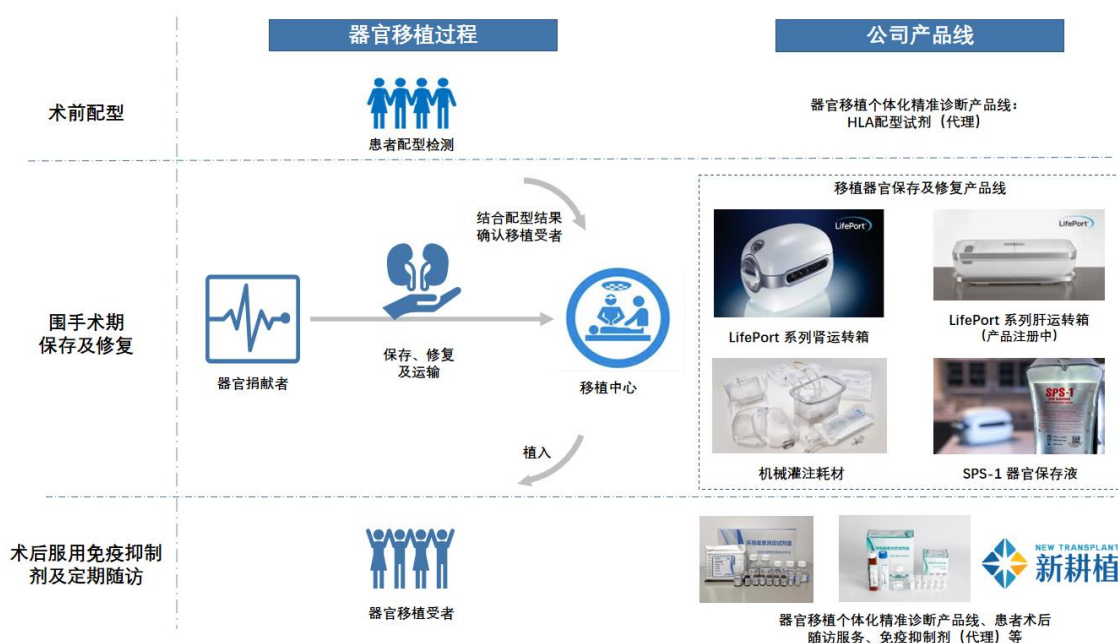 器官移植过程
公司产品线
术前配型
患者配型检测
器官移植个体化精准诊断产品线：
HLA配型试剂（代理）
围手术期
保存及修复
器官捐献者
保存、修复
及运输
结合配型结果
确认移植受者
移植中心
植入
移植器官保存及修复产品线
LifePort
LifePort 系列肾运转箱
LifePort
LifePort 系列肝运转箱
(产品注册中)
机械灌注耗材
SPS-1
SPS-1 器官保存液
术后服用免疫抑制
剂及定期随访
器官移植受者
NEW TRANSPLANT
新耕植
器官移植个体化精准诊断产品线、患者术后
随访服务、免疫抑制剂（代理）等